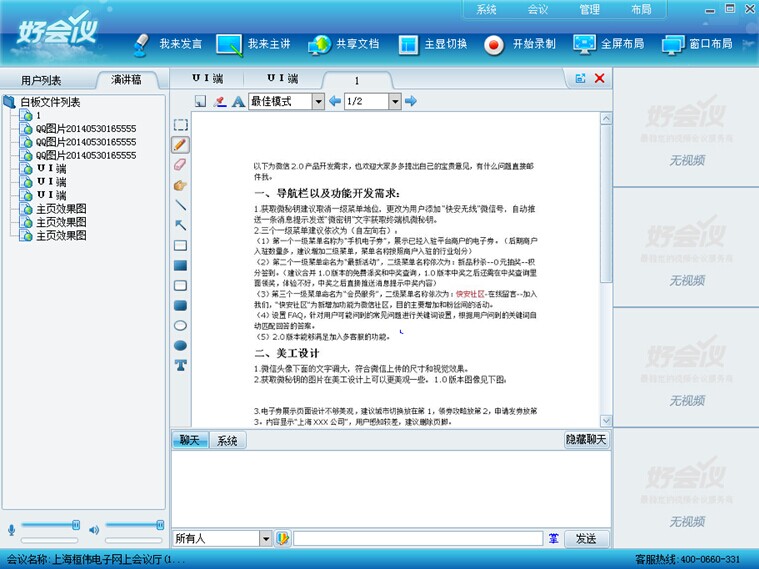 系统 会议 管理 布局
好会议
我来发言 我来主讲 共享文档 主显切换 开始录制 全屏布局 窗口布局
用户列表 演讲稿
UI端 UI端 1
白板文件列表
1
QQ图片20140530165555
QQ图片20140530165555
QQ图片20140530165555
UI端
UI端
UI端
主页效果图
主页效果图
主页效果图
最佳模式 1/2
以下为微信2.0产品开发需求,也欢迎大家多多提出自己的宝贵意见,有什么问题直接邮
件我。
一、导航栏以及功能开发需求:
1.获取微秘钥建议取消一级菜单地位,更改为用户添加“快安无线”微信号,自动推
送一条消息提示发送“微密钥”文字获取终端机微秘钥。
2.三个一级菜单建议依次为(自左向右):
(1)第一个一级菜单名称为“手机电子券”,展示已经入驻平台商户的电子券。(后期商户
入驻数量多,建议增加二级菜单,菜单名称按照商户入驻的行业划分)
(2)第二个一级菜单命名为“最新活动”,二级菜单名称依次为:新品秒杀--0元抽奖--积
分签到。(建议合并1.0版本的免费派奖和中奖查询,1.0版本中奖之后还需在中奖查询里
面领奖,体验不好,中奖之后直接推送消息提示中奖内容)
(3)第三个一级菜单命名为“会员服务”,二级菜单名称依次为:快安社区-在线留言--加入
我们,“快安社区”为新增加功能为微信社区,目的主要增加和粉丝间的活动。
(4)设置FAQ,针对用户可能问到的常见问题进行关键词设置,根据用户问到的关键词自
动匹配回答的答案。
(5)2.0版本能够满足加入多客服的功能。
二、美工设计
1.微信头像下面的文字调大,符合微信上传的尺寸和视觉效果。
2.获取微秘钥的图片在美工设计上可以更美观一些。1.0版本图像见下图:
3.电子券展示页面设计不够美观,建议城市切换放在第1,领券攻略放第2,申请发券放第
3。内容显示“上海XXX公司”,用户感知较差,建议删除页脚。
好会议
无视频
好会议
无视频
好会议
无视频
好会议
无视频
聊天 系统 隐藏聊天
所有人 发送
会议名称:上海恒伟电子网上会议厅(1... 客服热线:400-0660-331